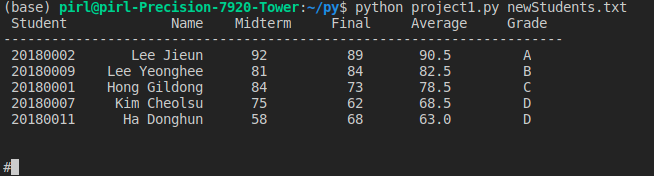 (base) pirl@pirl-Precision-7920-Tower:~/py$ python project1.py newStudents.txt
Student Name Midterm Final Average Grade
----------------------------------------------------------------
20180002 Lee Jieun 92 89 90.5 A
20180009 Lee Yeonghee 81 84 82.5 B
20180001 Hong Gildong 84 73 78.5 C
20180007 Kim Cheolsu 75 62 68.5 D
20180011 Ha Donghun 58 68 63.0 D
#